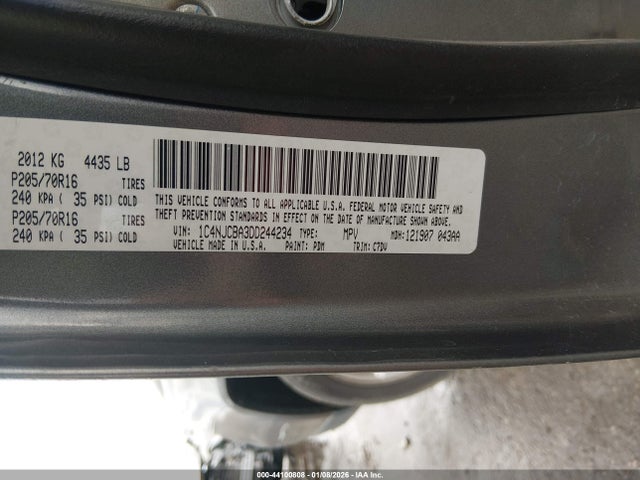 2012 KG 4435 LB
P205/70R16 TIRES
240 KPA ( 35 PSI) COLD
P205/70R16 TIRES
240 KPA ( 35 PSI) COLD
THIS VEHICLE CONFORMS TO ALL APPLICABLE U.S.A. FEDERAL MOTOR VEHICLE SAFETY AND
THEFT PREVENTION STANDARDS IN EFFECT ON THE DATE OF MANUFACTURE SHOWN ABOVE.
VIN: 1C4NJCBA3DD244234 TYPE: MPV MDH:121907 043AA
VEHICLE MADE IN U.S.A. PAINT: PDM TRIM: C7DV
000-44100808 - 01/08/2026 - IAA Inc.